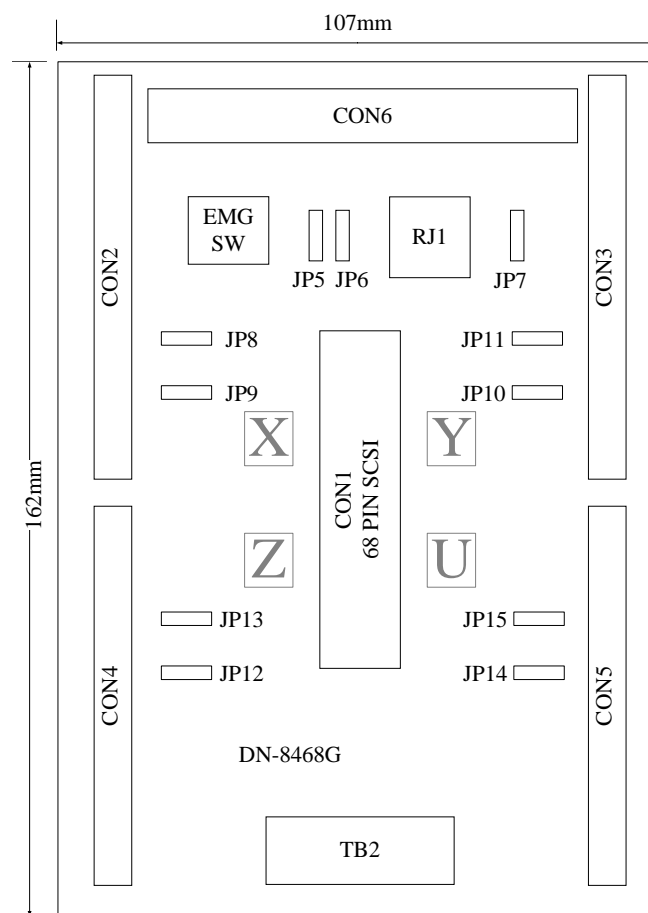 107mm
CON6
EMG
SW
RJ1
JP5
JP6
JP7
CON2
CON3
JP8
JP11
JP9
JP10
X
Y
CON1
68 PIN SCSI
162mm
Z
U
JP13
JP15
JP12
JP14
CON4
CON5
DN-8468G
TB2